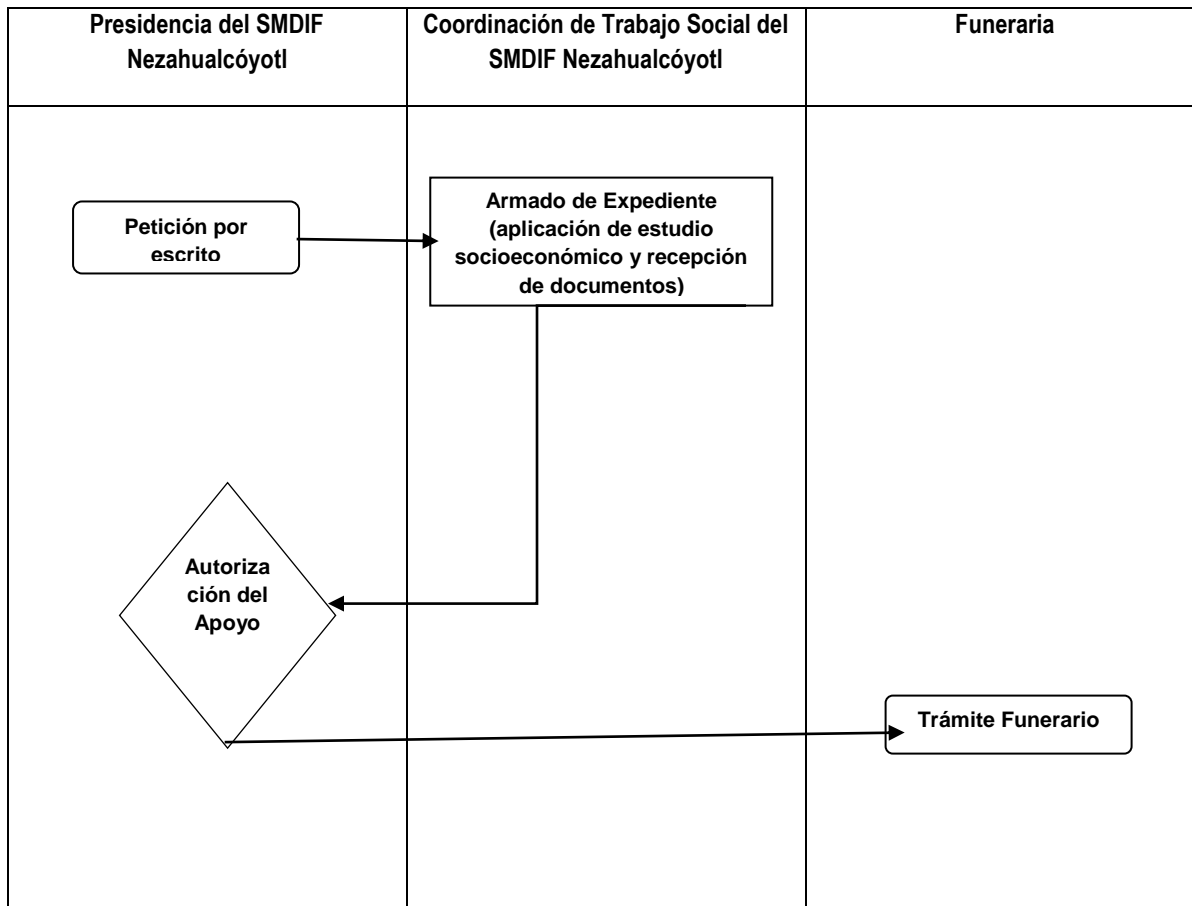 Presidencia del SMDIF
Nezahualcóyotl
Coordinación de Trabajo Social del
SMDIF Nezahualcóyotl
Funeraria
Petición por
escrito
Armado de Expediente
(aplicación de estudio
socioeconómico y recepción
de documentos)
Autoriza
ción del
Apoyo
Trámite Funerario